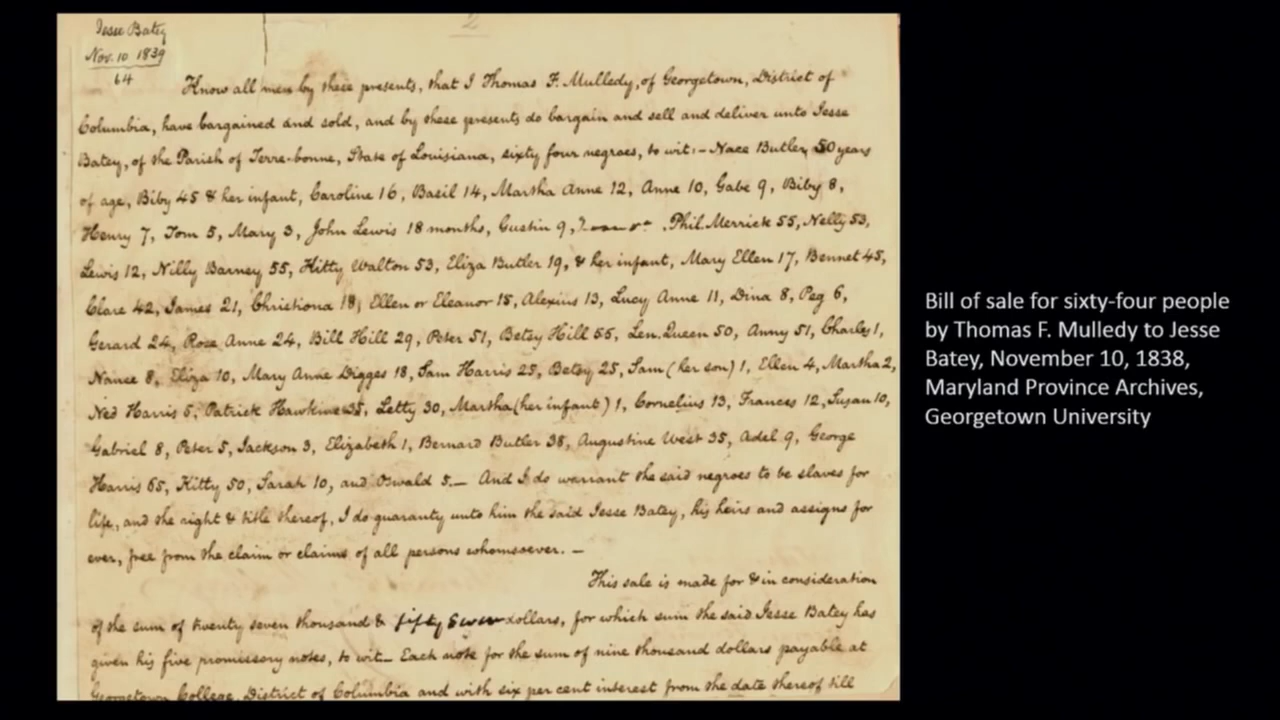 Jesse Batey
Nov. 10 1839
64
2
Know all men by these presents, that I Thomas F. Mulledy, of Georgetown, District of
Columbia, have bargained and sold, and by these presents do bargain and sell and deliver unto Jesse
Batey, of the Parish of Terre-bonne, State of Louisiana, sixty four negroes, to wit:- Nace Butler, 50 years
of age, Biby 45 & her infant, Caroline 16, Basil 14, Martha Anne 12, Anne 10, Gabe 9, Biby 8,
Henry 7, Tom 5, Mary 3, John Lewis 18 months, Gustin 9, Phil. Merrick 55, Nelly 53,
Lewis 12, Nilly Barney 55, Kitty Walton 53, Eliza Butler 19, & her infant, Mary Ellen 17, Bennet 45,
Clare 42, James 21, Christiona 18, Ellen or Eleanor 15, Alexius 13, Lucy Anne 11, Dina 8, Peg 6,
Gerard 24, Rose Anne 24, Bill Hill 29, Peter 51, Betsy Hill 55, Len. Queen 50, Anny 51, Charley 1,
Nanse 8, Eliza 10, Mary Anne Digges 18, Sam Harris 25, Betsy 25, Sam (her son) 1, Ellen 4, Martha 2,
Ned Harris 5, Patrick Hawkins 35, Letty 30, Martha (her infant) 1, Cornelius 13, Frances 12, Susan 10,
Gabriel 8, Peter 5, Jackson 3, Elizabeth 1, Bernard Butler 38, Augustine West 35, Adel 9, George
Harris 65, Kitty 50, Sarah 10, and Oswald 5.— And I do warrant the said negroes to be slaves for
life, and the right & title thereof, I do guaranty unto him the said Jesse Batey, his heirs and assigns for
ever, free from the claim or claims of all persons whomsoever. —
This sale is made for & in consideration
of the sum of twenty seven thousand & fifty dollars, for which sum the said Jesse Batey has
given his five promissory notes, to wit— Each note for the sum of nine thousand dollars payable at
Georgetown College, District of Columbia and with six per cent interest from the date thereof till
Bill of sale for sixty-four people
by Thomas F. Mulledy to Jesse
Batey, November 10, 1838,
Maryland Province Archives,
Georgetown University